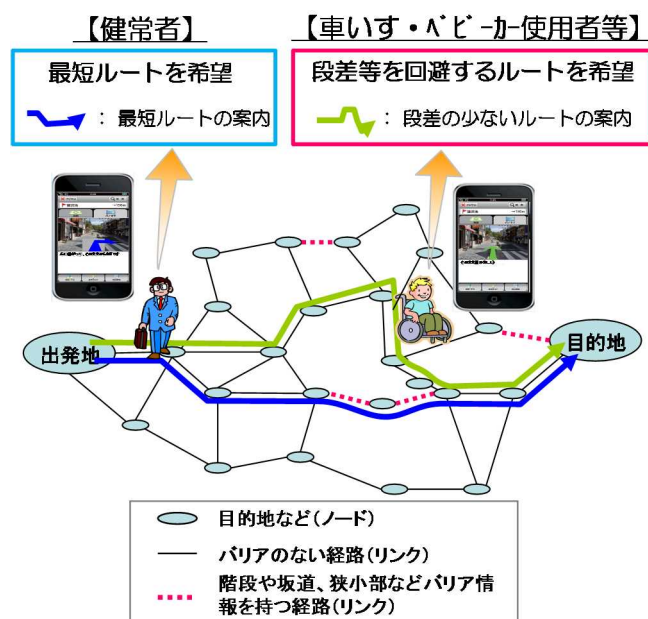 【健常者】
最短ルートを希望
: 最短ルートの案内
【車いす・ﾍﾞﾋﾞｰｶｰ使用者等】
段差等を回避するルートを希望
: 段差の少ないルートの案内
出発地
目的地
目的地など(ノード)
バリアのない経路(リンク)
階段や坂道、狭小部などバリア情
報を持つ経路(リンク)